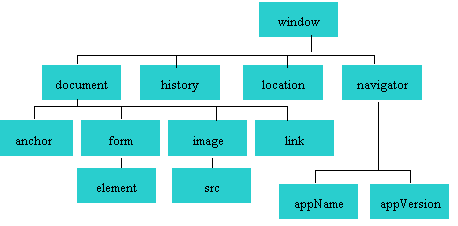 window
document
history
location
navigator
anchor
form
image
link
element
src
appName
appVersion